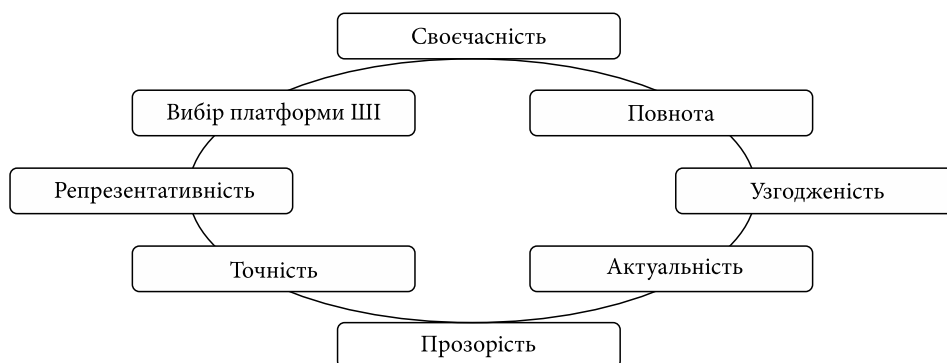 Своєчасність
Вибір платформи ШІ
Повнота
Репрезентативність
Узгодженість
Точність
Актуальність
Прозорість